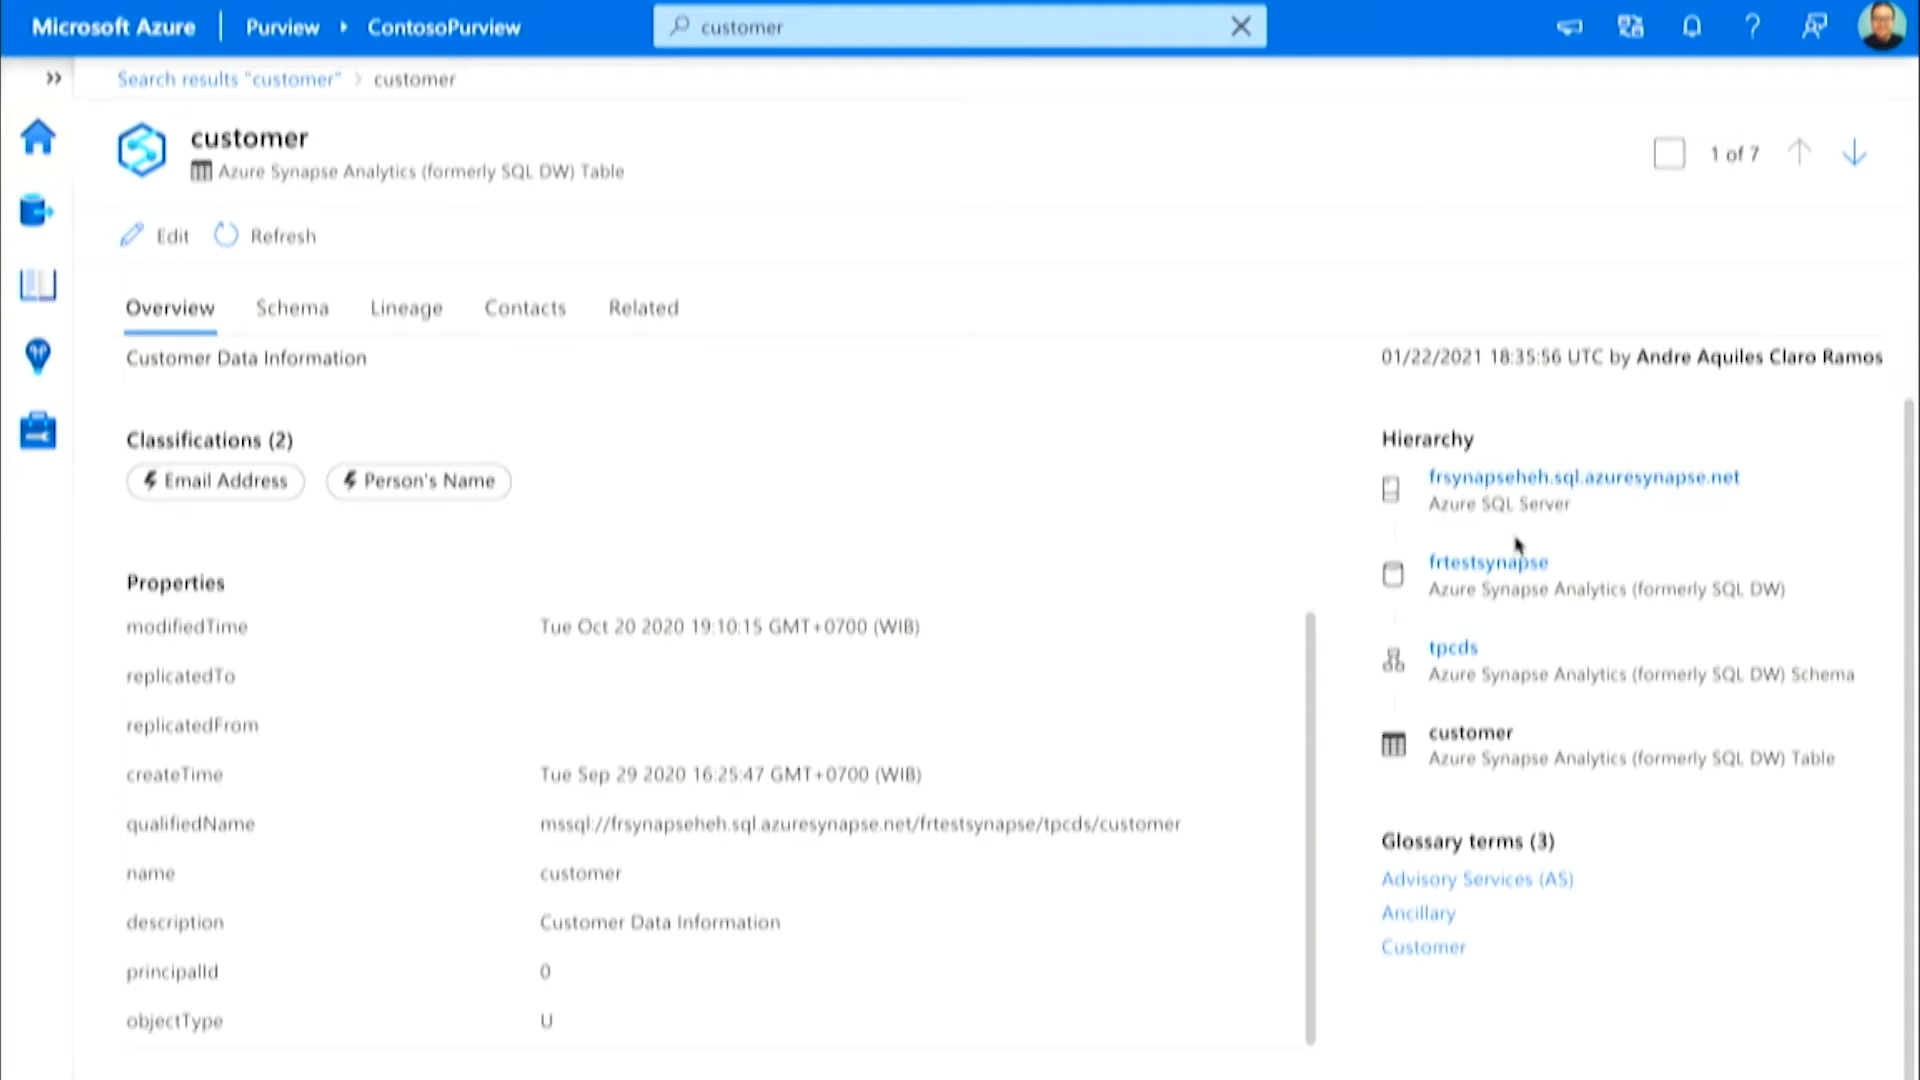 Microsoft Azure
Purview
ContosoPurview
customer
Search results "customer" > customer
customer
Azure Synapse Analytics (formerly SQL DW) Table
1 of 7
Edit
Refresh
Overview
Schema
Lineage
Contacts
Related
Customer Data Information
01/22/2021 18:35:56 UTC by Andre Aquiles Claro Ramos
Classifications (2)
Email Address
Person's Name
Properties
modifiedTime Tue Oct 20 2020 19:10:15 GMT+0700 (WIB)
replicatedTo
replicatedFrom
createTime Tue Sep 29 2020 16:25:47 GMT+0700 (WIB)
qualifiedName mssql://frsynapseheh.sql.azuresynapse.net/frtestsynapse/tpcds/customer
name customer
description Customer Data Information
principalId 0
objectType U
Hierarchy
frsynapseheh.sql.azuresynapse.net
Azure SQL Server
frtestsynapse
Azure Synapse Analytics (formerly SQL DW)
tpcds
Azure Synapse Analytics (formerly SQL DW) Schema
customer
Azure Synapse Analytics (formerly SQL DW) Table
Glossary terms (3)
Advisory Services (AS)
Ancillary
Customer